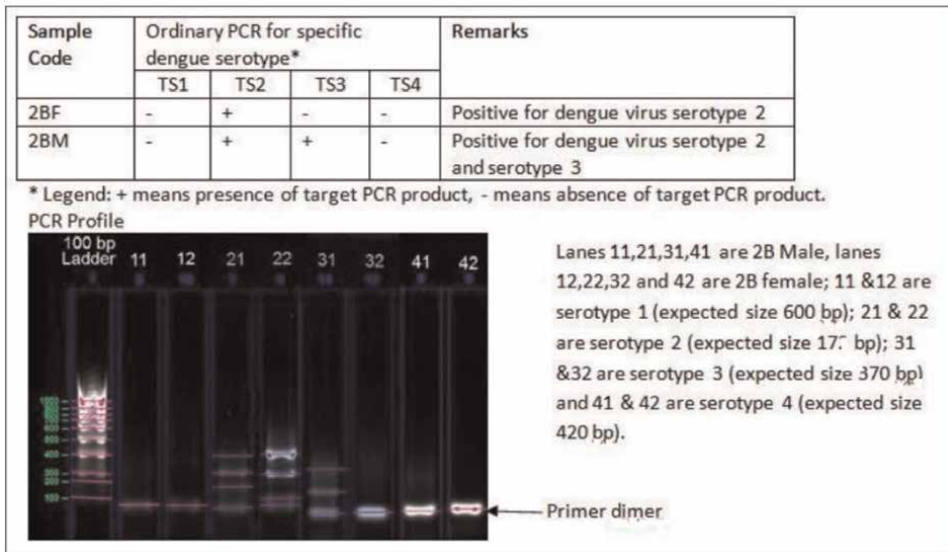 Sample Code
Ordinary PCR for specific dengue serotype*
Remarks
TS1 TS2 TS3 TS4
2BF - + - - Positive for dengue virus serotype 2
2BM - + + - Positive for dengue virus serotype 2
and serotype 3
* Legend: + means presence of target PCR product, - means absence of target PCR product.
PCR Profile
100 bp
Ladder 11 12 21 22 31 32 41 42
400
300
200
100
Lanes 11,21,31,41 are 2B Male, lanes
12,22,32 and 42 are 2B female; 11 &12 are
serotype 1 (expected size 600 bp); 21 & 22
are serotype 2 (expected size bp); 31
&32 are serotype 3 (expected size 370 bp)
and 41 & 42 are serotype 4 (expected size
420 bp).
Primer dimer